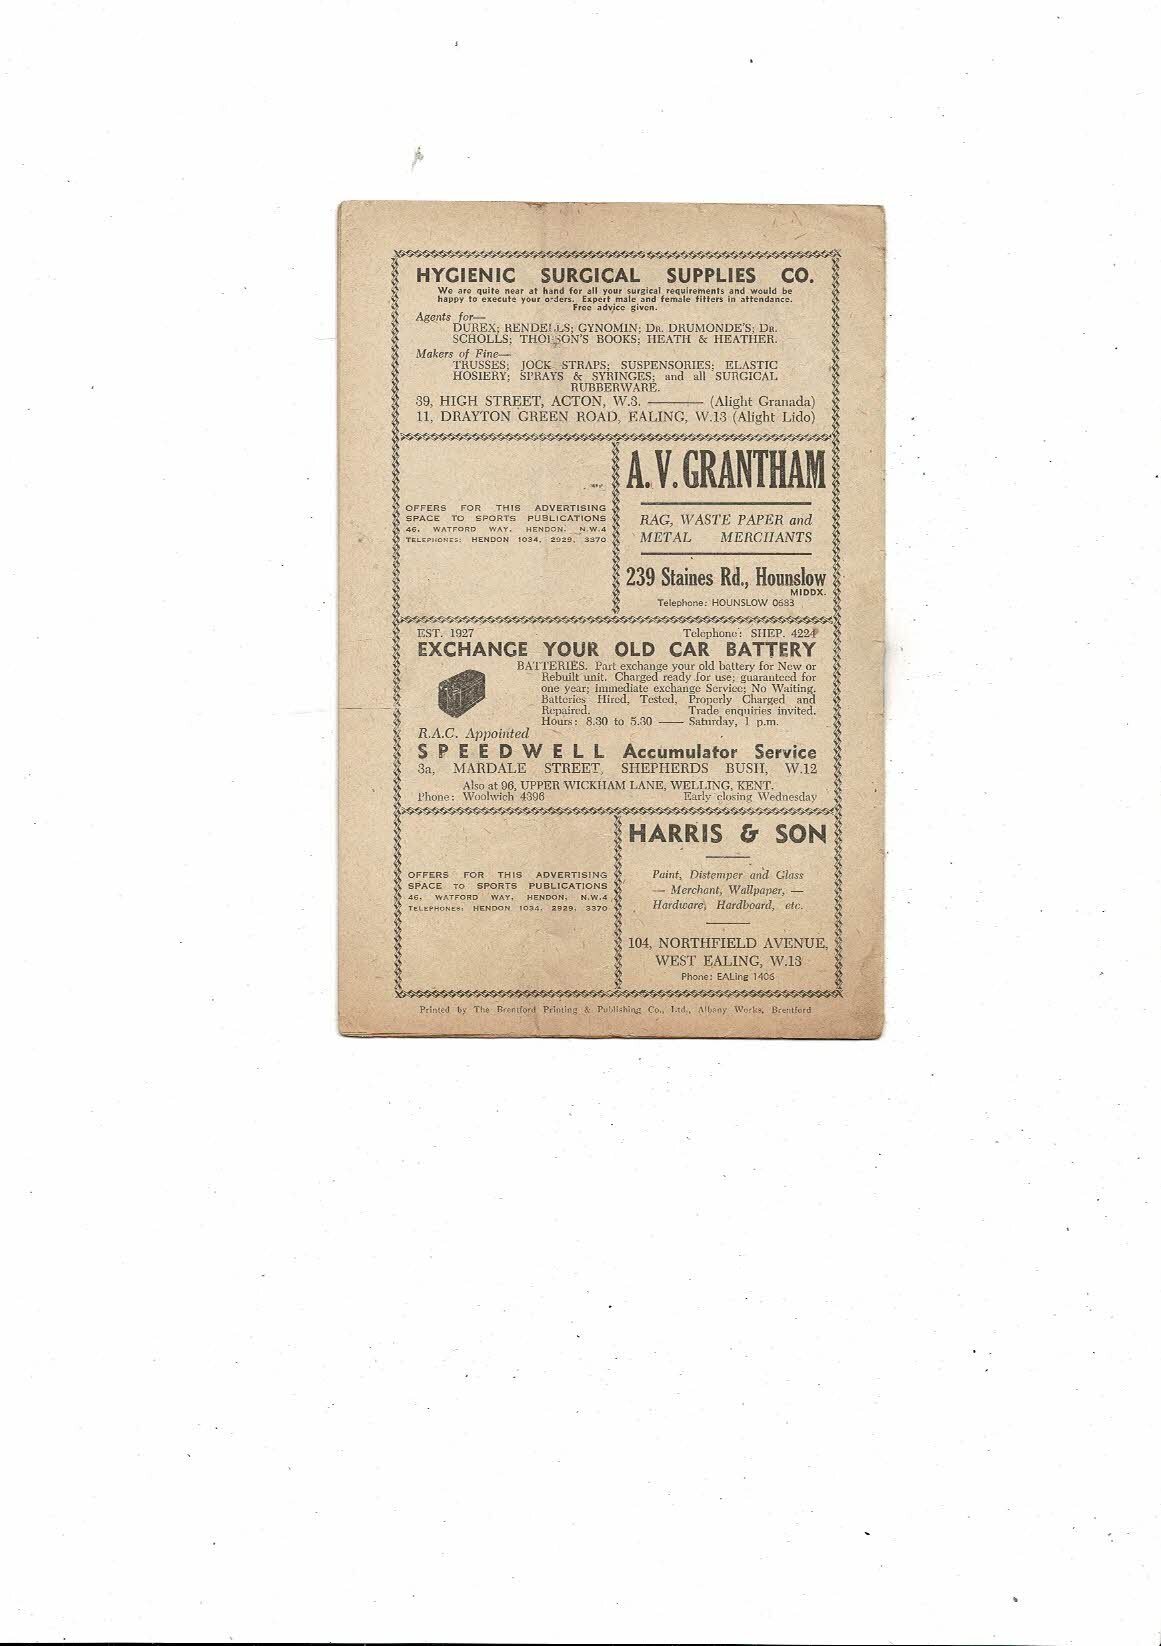 HYGIENIC SURGICAL SUPPLIES CO.
We are quite near at hand for all your surgical requirements and would be
happy to execute your orders. Expert male and female fitters in attendance.
Free advice given.
Agents for—
DUREX; RENDELLS; GYNOMIN; DR. DRUMONDE'S; DR.
SCHOLLS; BOOKS; HEATH & HEATHER.
Makers of Fine—
TRUSSES; JOCK STRAPS; SUSPENSORIES; ELASTIC
HOSIERY; SPRAYS & SYRINGES; and all SURGICAL
RUBBERWARE.
39, HIGH STREET, ACTON, W.3. ——— (Alight Granada)
11, DRAYTON GREEN ROAD, EALING, W.13 (Alight Lido)
OFFERS FOR THIS ADVERTISING
SPACE TO SPORTS PUBLICATIONS
46, WATFORD WAY, HENDON, N.W.4
TELEPHONES: HENDON 1034, 2929, 3370
A. V. GRANTHAM
RAG, WASTE PAPER and
METAL MERCHANTS
239 Staines Rd., Hounslow
MIDDX.
Telephone: HOUNSLOW 0683
EST. 1927 Telephone: SHEP. 4224
EXCHANGE YOUR OLD CAR BATTERY
BATTERIES. Part exchange your old battery for New or
Rebuilt unit. Charged ready for use; guaranteed for
one year; immediate exchange Service; No Waiting.
Batteries Hired, Tested, Properly Charged and
Repaired. Trade enquiries invited.
Hours: 8.30 to 5.30 —— Saturday, 1 p.m.
R.A.C. Appointed
SPEEDWELL Accumulator Service
3a, MARDALE STREET, SHEPHERDS BUSH, W.12
Also at 96, UPPER WICKHAM LANE, WELLING, KENT.
Phone: Woolwich 4896 Early closing Wednesday
OFFERS FOR THIS ADVERTISING
SPACE TO SPORTS PUBLICATIONS
46, WATFORD WAY, HENDON, N.W.4
TELEPHONES: HENDON 1034, 2929, 3370
HARRIS & SON
Paint, Distemper and Glass
— Merchant, Wallpaper, —
Hardware, Hardboard, etc.
104, NORTHFIELD AVENUE,
WEST EALING, W.13
Phone: EALing 1406
Printed by The Brentford Printing & Publishing Co., Ltd., Albany Works, Brentford